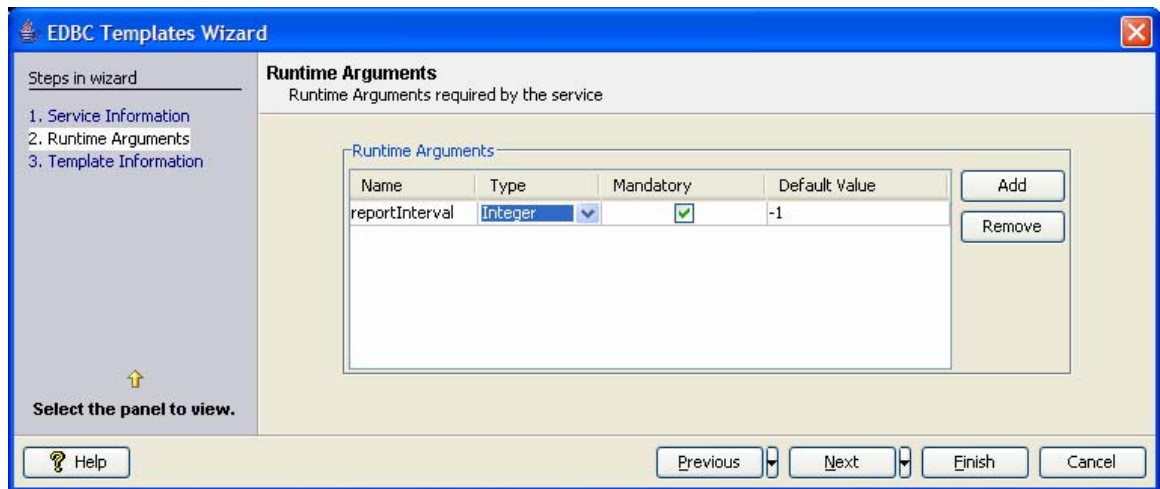 EDBC Templates Wizard
Steps in wizard
1. Service Information
2. Runtime Arguments
3. Template Information
Select the panel to view.
Runtime Arguments
Runtime Arguments required by the service
Runtime Arguments
Name Type Mandatory Default Value
reportInterval Integer -1
Add
Remove
Help Previous Next Finish Cancel